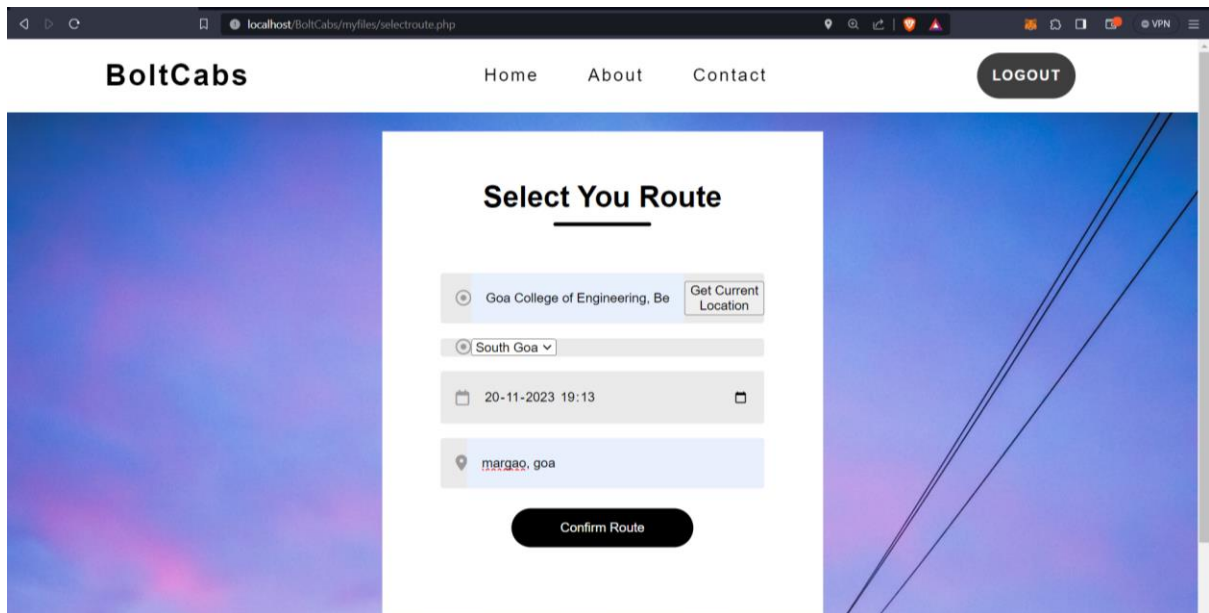 localhost/BoltCabs/myfiles/selectroute.php
VPN
BoltCabs
Home
About
Contact
LOGOUT
Select You Route
Goa College of Engineering, Be
Get Current
Location
South Goa
20-11-2023 19:13
margao, goa
Confirm Route